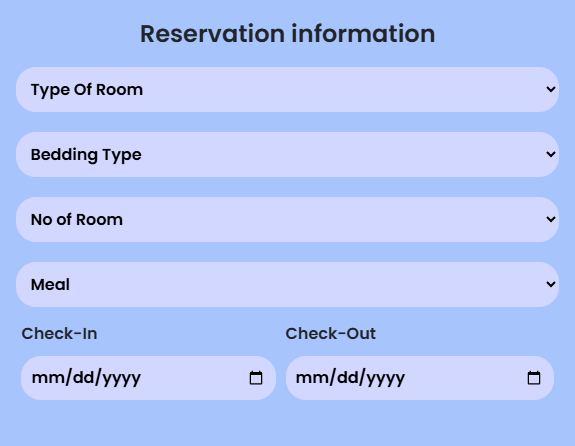 Reservation information
Type Of Room
Bedding Type
No of Room
Meal
Check-In Check-Out
mm/dd/yyyy mm/dd/yyyy